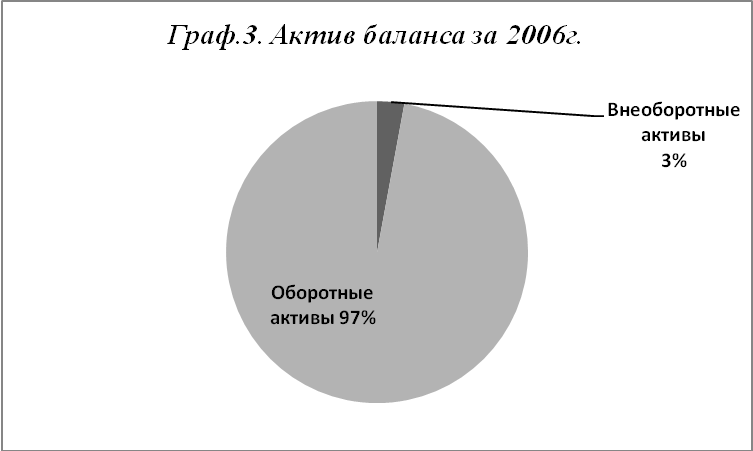 Граф.3. Актив баланса за 2006г.
Внеоборотные
активы
3%
Оборотные
активы 97%